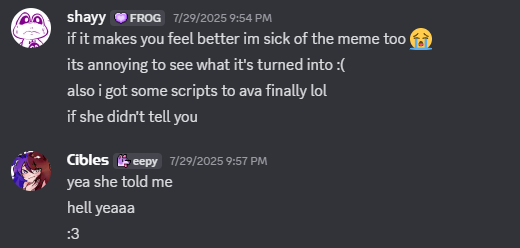 shayy FROG 7/29/2025 9:54 PM
if it makes you feel better im sick of the meme too 😭
its annoying to see what it's turned into :(
also i got some scripts to ava finally lol
if she didn't tell you
Cibles eepy 7/29/2025 9:57 PM
yea she told me
hell yeaaa
:3